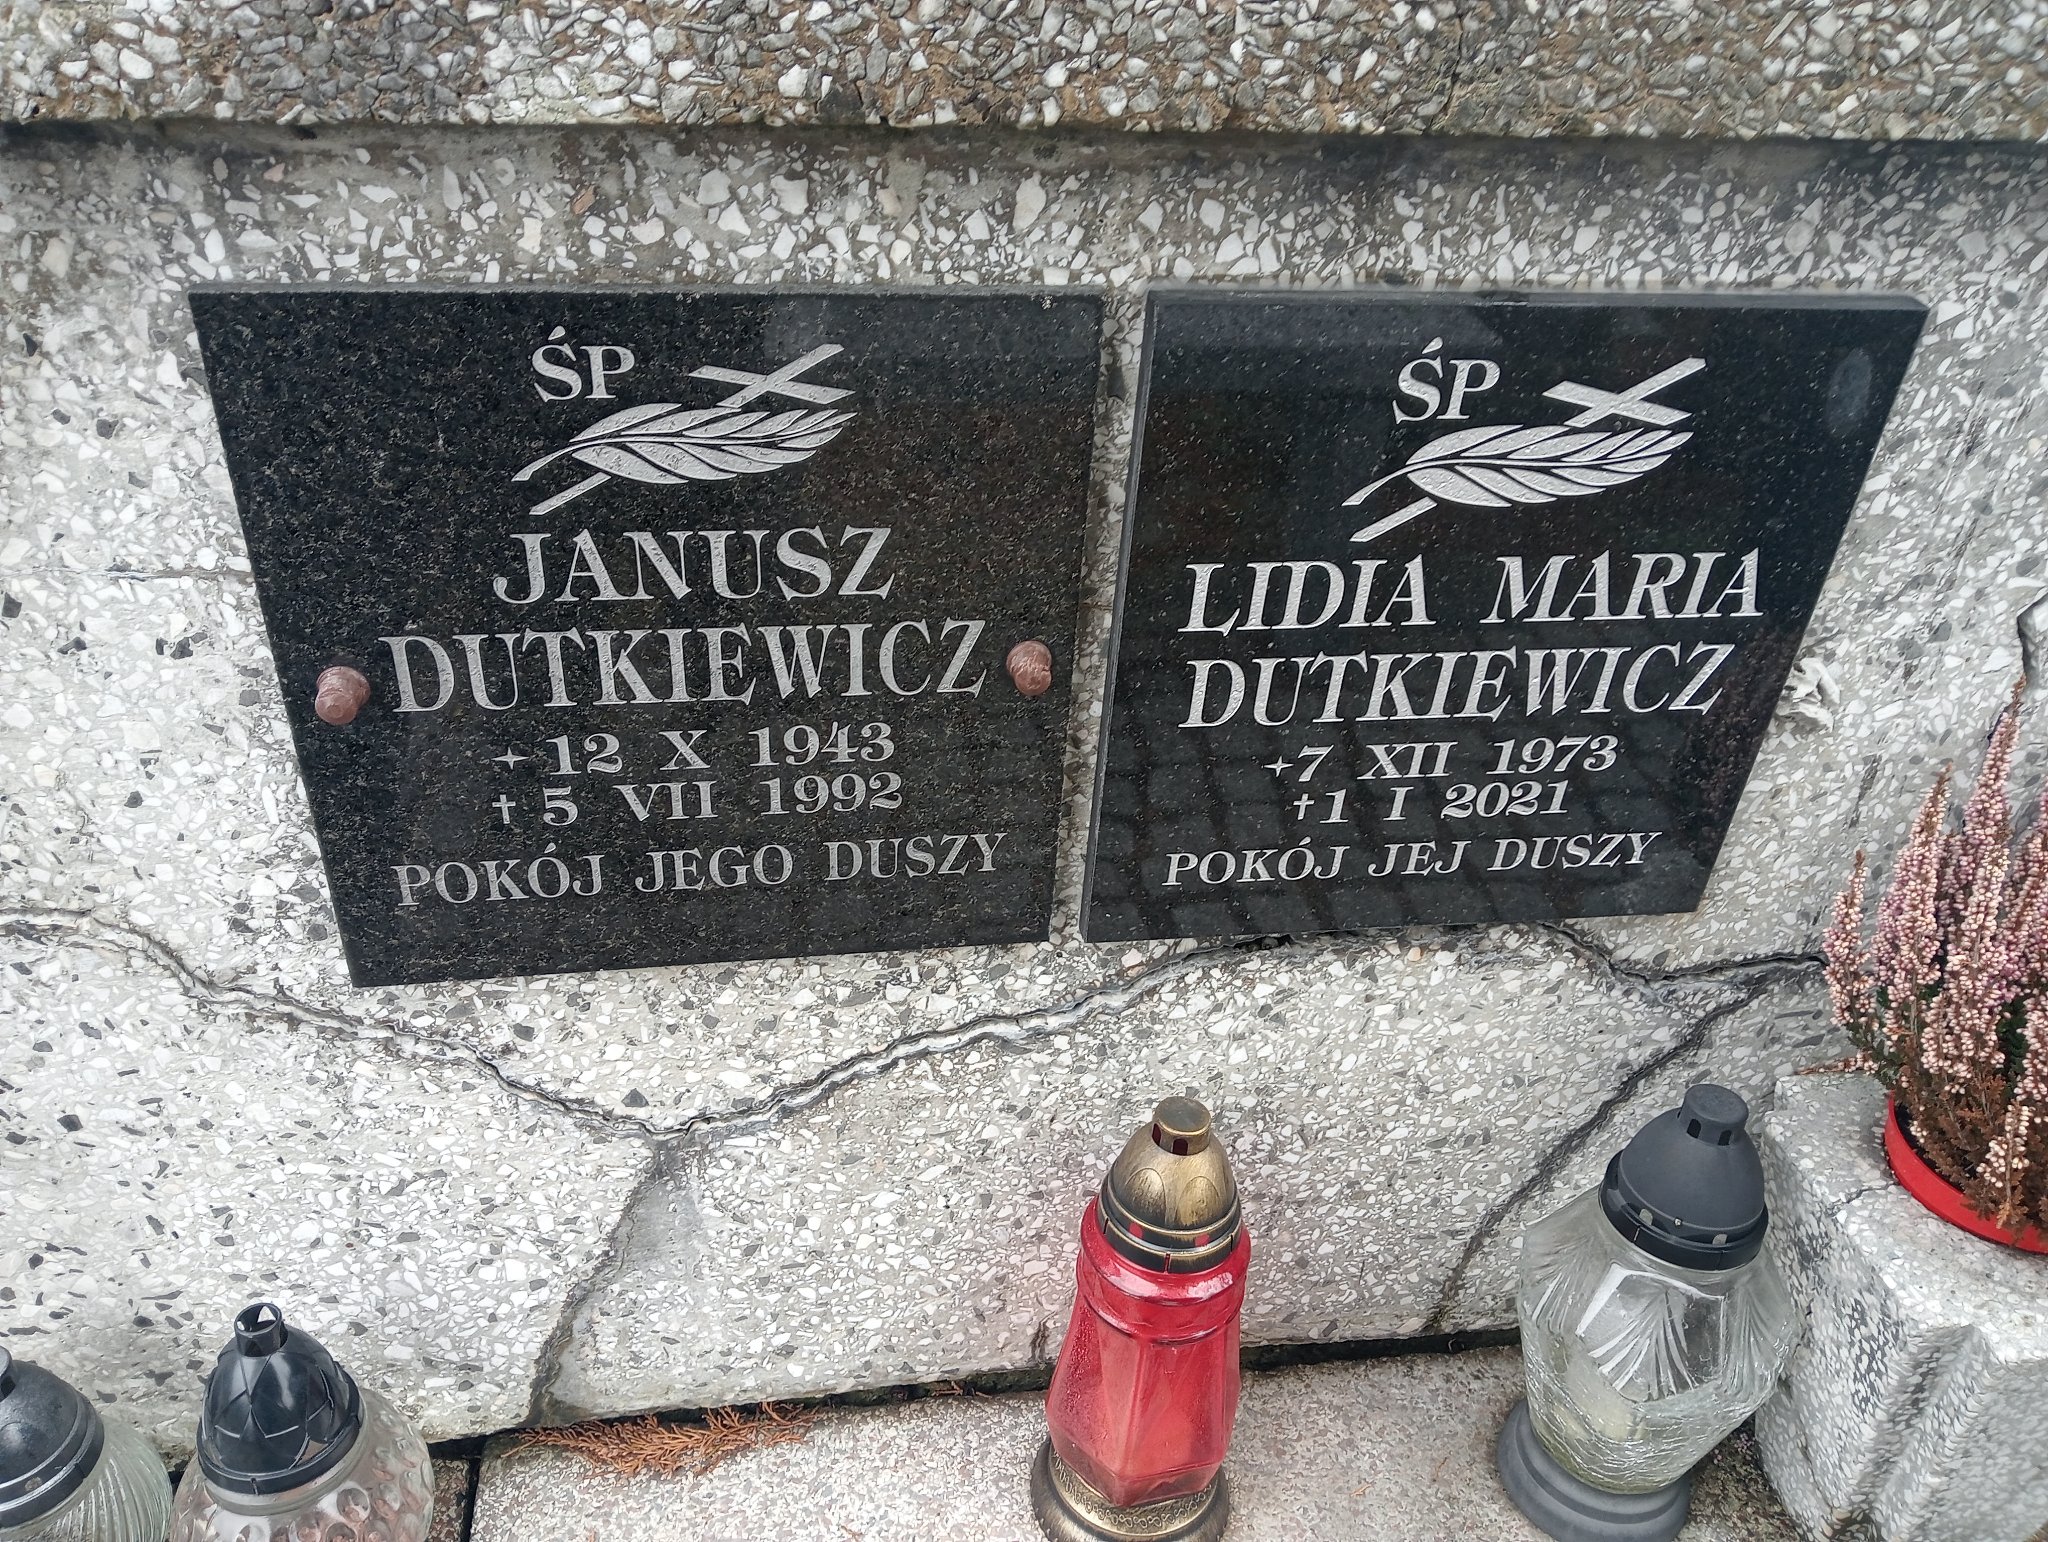 ŚP
JANUSZ
DUTKIEWICZ
12 X 1943
† 5 VII 1992
POKÓJ JEGO DUSZY
ŚP
LIDIA MARIA
DUTKIEWICZ
7 XII 1973
† 1 I 2021
POKÓJ JEJ DUSZY